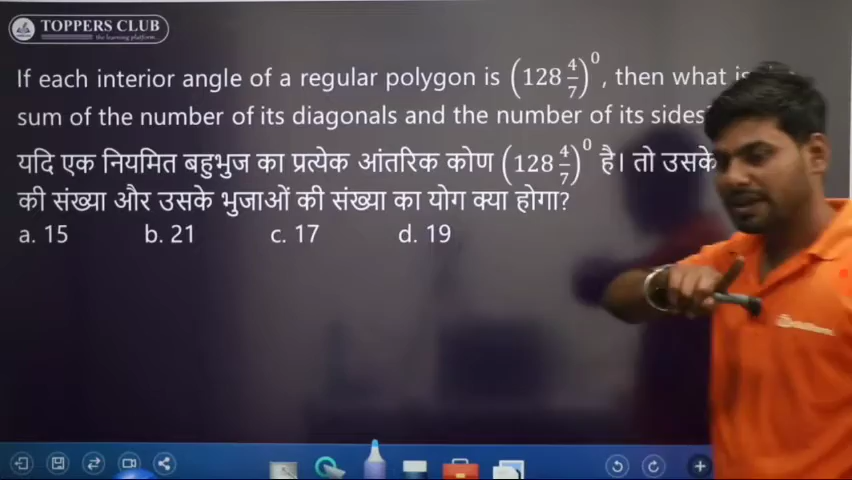 TOPPERS CLUB
the learning platform
If each interior angle of a regular polygon is (128 4/7)⁰, then what is
sum of the number of its diagonals and the number of its sides
यदि एक नियमित बहुभुज का प्रत्येक आंतरिक कोण (128 4/7)⁰ है। तो उसके
की संख्या और उसके भुजाओं की संख्या का योग क्या होगा?
a. 15 b. 21 c. 17 d. 19